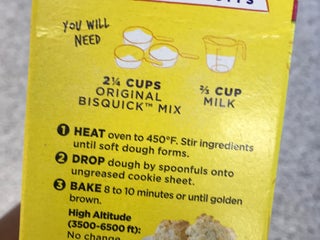 YOU WILL
NEED
2¼ CUPS
ORIGINAL
BISQUICK™ MIX
⅔ CUP
MILK
1 HEAT oven to 450°F. Stir ingredients
until soft dough forms.
2 DROP dough by spoonfuls onto
ungreased cookie sheet.
3 BAKE 8 to 10 minutes or until golden
brown.
High Altitude
(3500-6500 ft):
No change